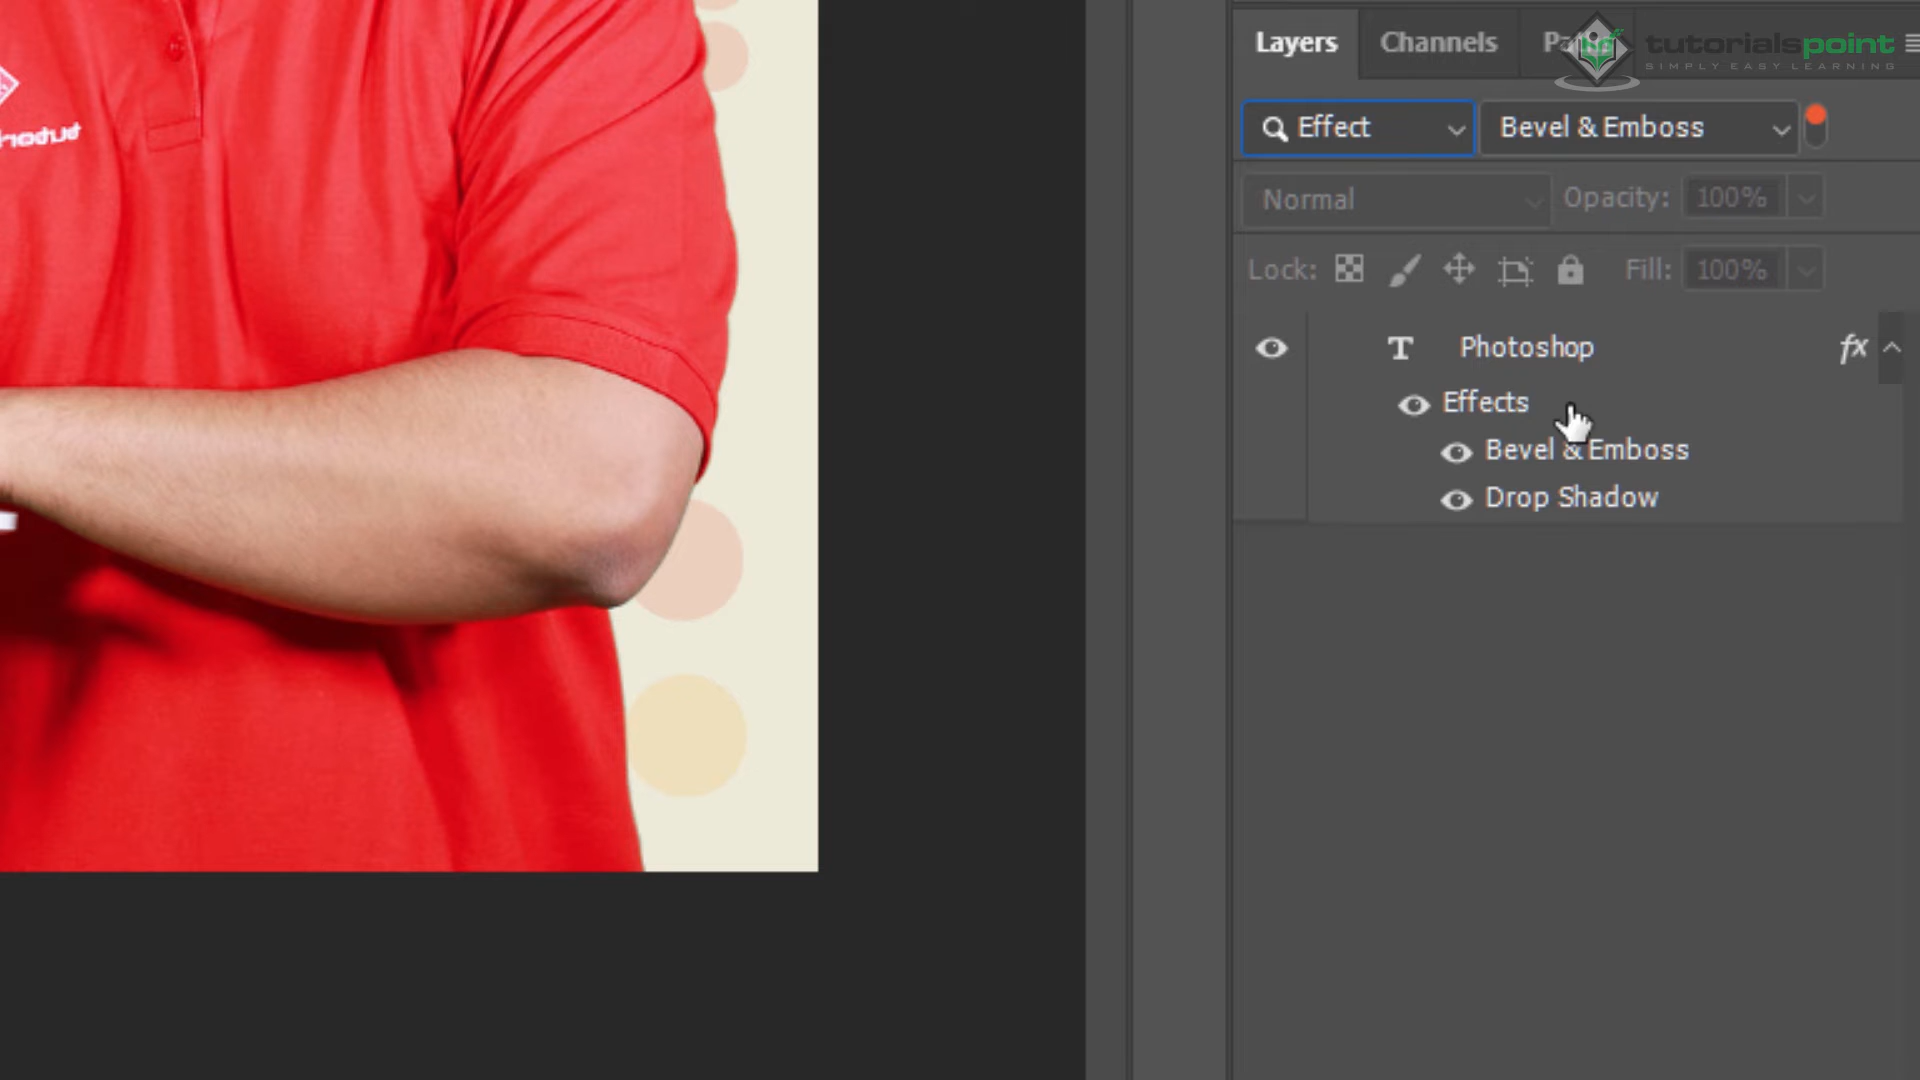 Layers Channels
tutorialspoint
SIMPLY EASY LEARNING
Effect Bevel & Emboss
Normal Opacity: 100%
Lock: Fill: 100%
T Photoshop fx
Effects
Bevel & Emboss
Drop Shadow